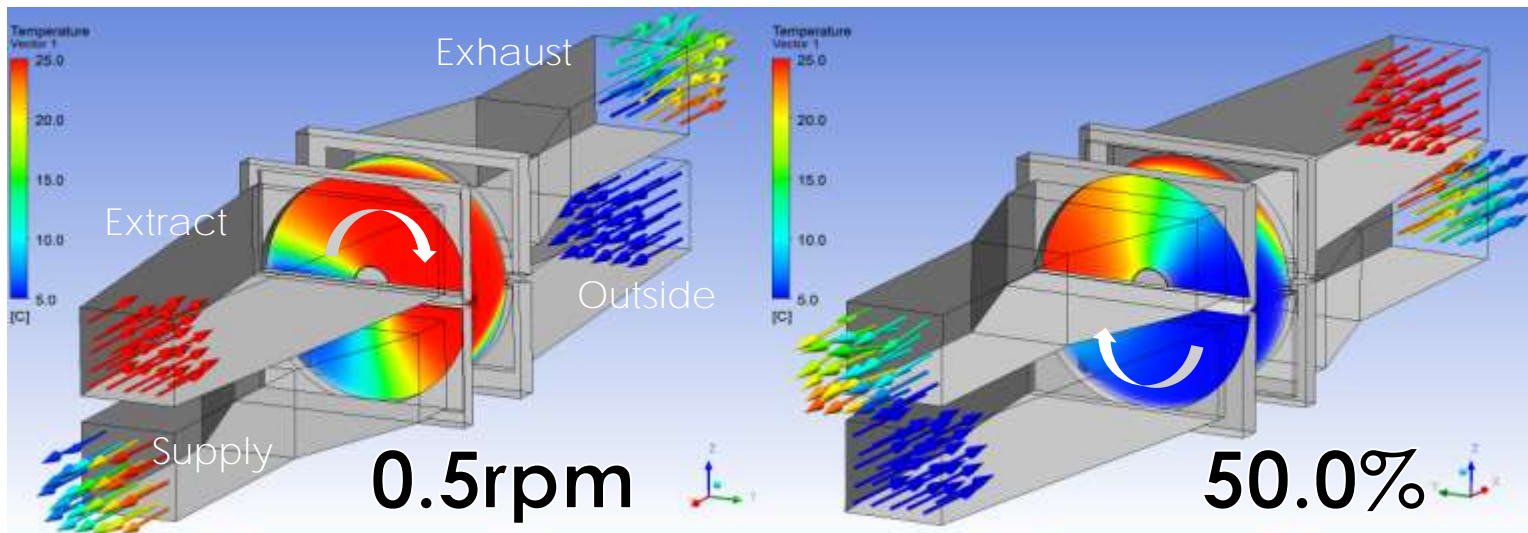 Temperature
Vector 1
25.0
20.0
15.0
10.0
5.0
[C]
Exhaust
Extract
Outside
Supply
0.5rpm
Z
Y
Temperature
Vector 1
25.0
20.0
15.0
10.0
5.0
[C]
50.0%
Z
Y
X